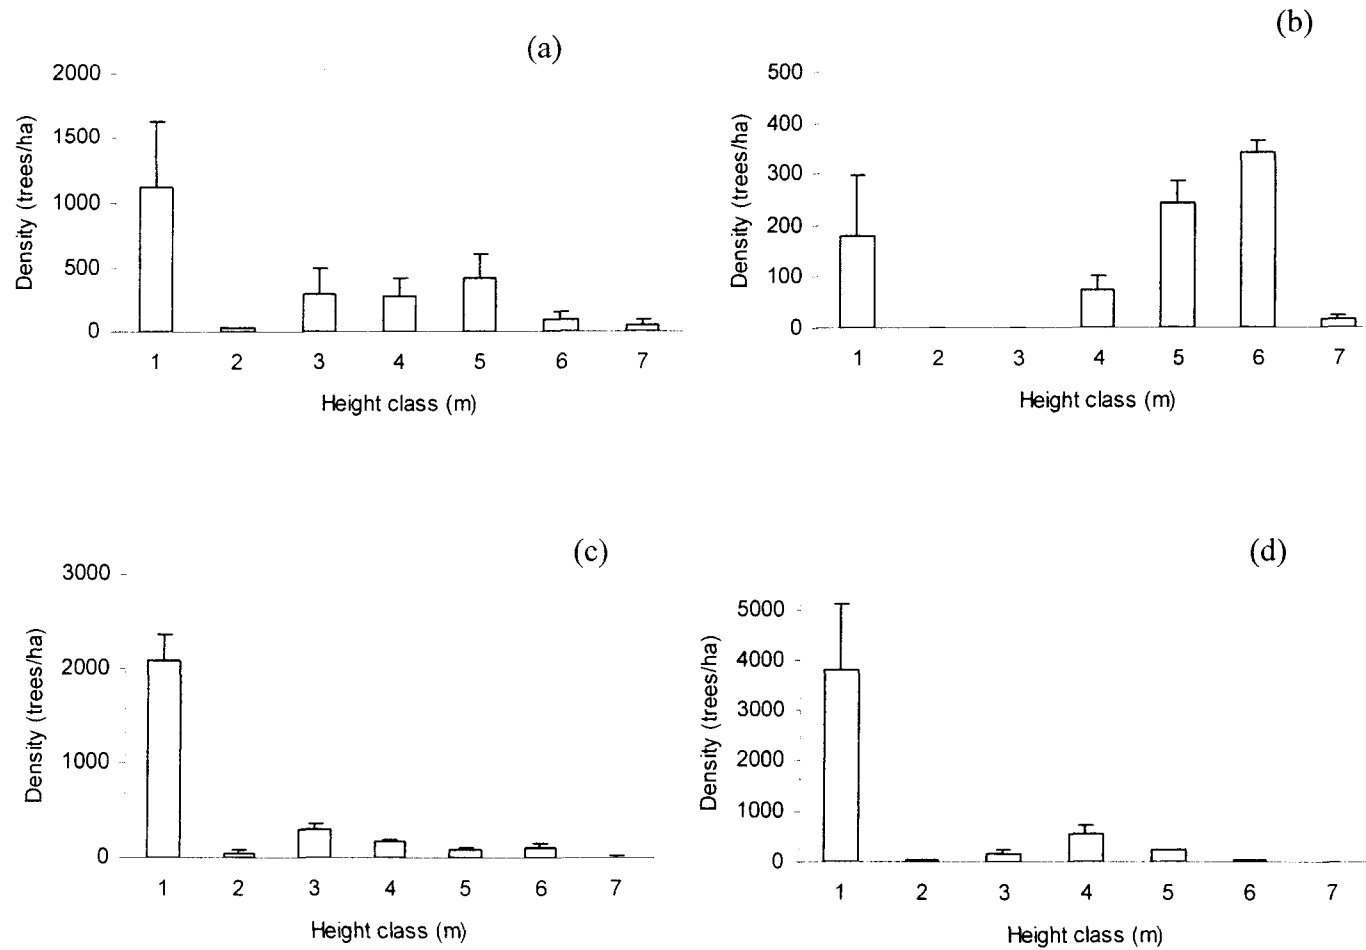 (a)
2000
1500
1000
500
0
Density (trees/ha)
1 2 3 4 5 6 7
Height class (m)
(b)
500
400
300
200
100
0
Density (trees/ha)
1 2 3 4 5 6 7
Height class (m)
(c)
3000
2000
1000
0
Density (trees/ha)
1 2 3 4 5 6 7
Height class (m)
(d)
5000
4000
3000
2000
1000
0
Density (trees/ha)
1 2 3 4 5 6 7
Height class (m)